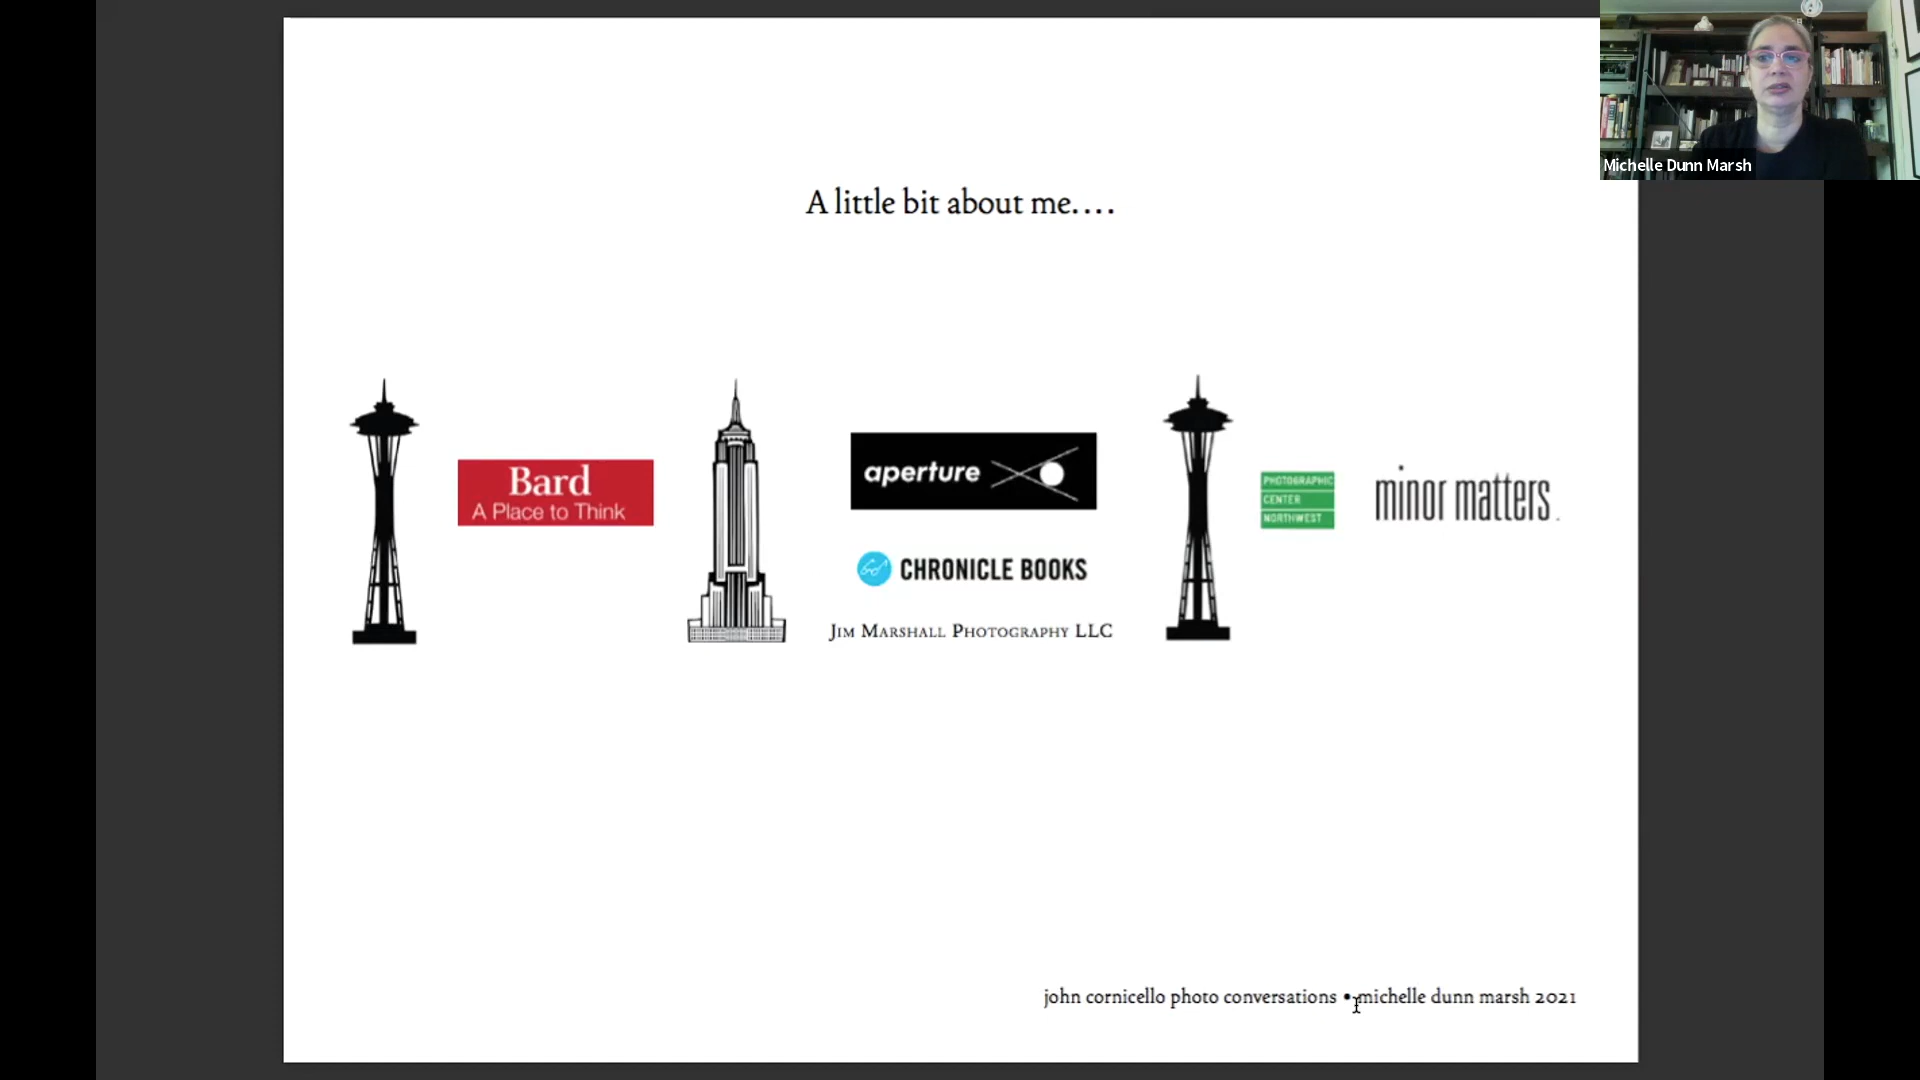 Michelle Dunn Marsh
A little bit about me....
Bard
A Place to Think
aperture
CHRONICLE BOOKS
Jim Marshall Photography LLC
PHOTOGRAPHIC
CENTER
NORTHWEST
minor matters
john cornicello photo conversations • michelle dunn marsh 2021